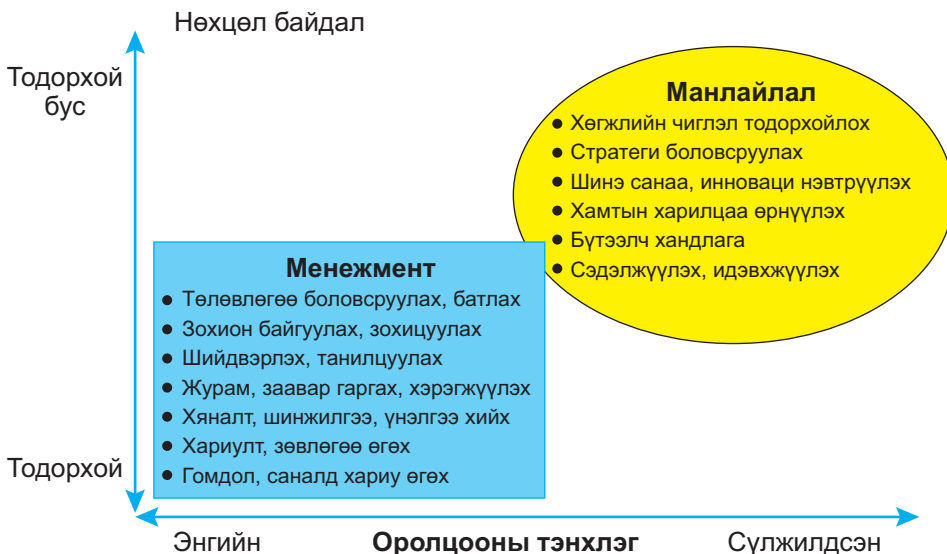 Нөхцөл байдал
Тодорхой
бус
Манлайлал
● Хөгжлийн чиглэл тодорхойлох
● Стратеги боловсруулах
● Шинэ санаа, инноваци нэвтрүүлэх
● Хамтын харилцаа өрнүүлэх
● Бүтээлч хандлага
● Сэдэлжүүлэх, идэвхжүүлэх
Менежмент
● Төлөвлөгөө боловсруулах, батлах
● Зохион байгуулах, зохицуулах
● Шийдвэрлэх, танилцуулах
● Журам, заавар гаргах, хэрэгжүүлэх
● Хяналт, шинжилгээ, үнэлгээ хийх
● Хариулт, зөвлөгөө өгөх
● Гомдол, саналд хариу өгөх
Тодорхой
Энгийн Оролцооны тэнхлэг Сүлжилдсэн